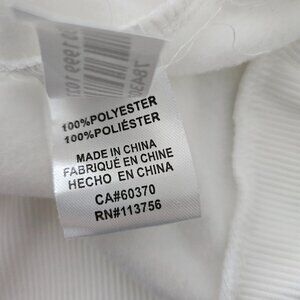 100%POLYESTER
100%POLIÉSTER
MADE IN CHINA
FABRIQUÉ EN CHINE
HECHO EN CHINA
CA#60370
RN#113756